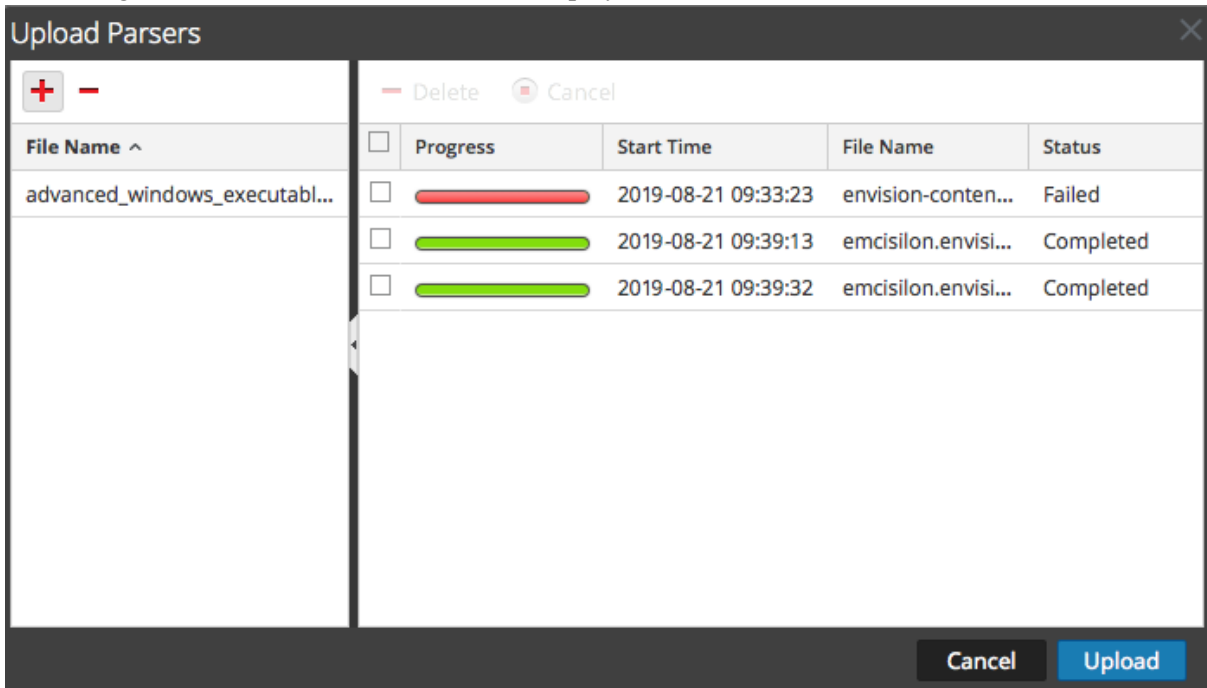 Upload Parsers
Delete Cancel
File Name Progress Start Time File Name Status
advanced_windows_executabl... 2019-08-21 09:33:23 envision-conten... Failed
2019-08-21 09:39:13 emcisilon.envisi... Completed
2019-08-21 09:39:32 emcisilon.envisi... Completed
Cancel Upload